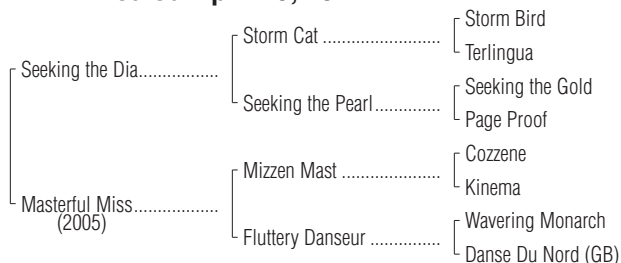 Storm Bird
Storm Cat ........................
Terlingua
Seeking the Dia.................
Seeking the Gold
Seeking the Pearl..............
Page Proof
Cozzene
Mizzen Mast ....................
Kinema
Masterful Miss..................
(2005)
Wavering Monarch
Fluttery Danseur ..............
Danse Du Nord (GB)